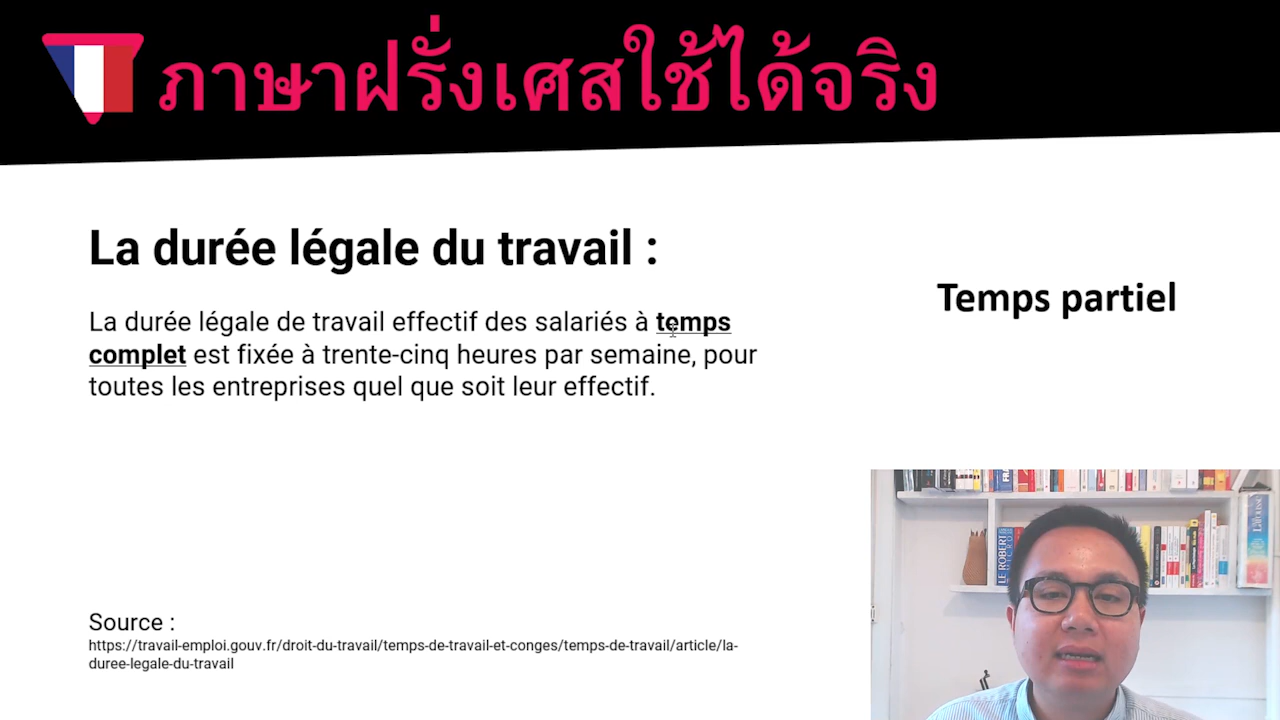 ภาษาฝรั่งเศสใช้ได้จริง
La durée légale du travail :
La durée légale de travail effectif des salariés à temps
complet est fixée à trente-cinq heures par semaine, pour
toutes les entreprises quel que soit leur effectif.
Temps partiel
Source :
https://travail-emploi.gouv.fr/droit-du-travail/temps-de-travail-et-conges/temps-de-travail/article/la-
duree-legale-du-travail
LE ROBERT